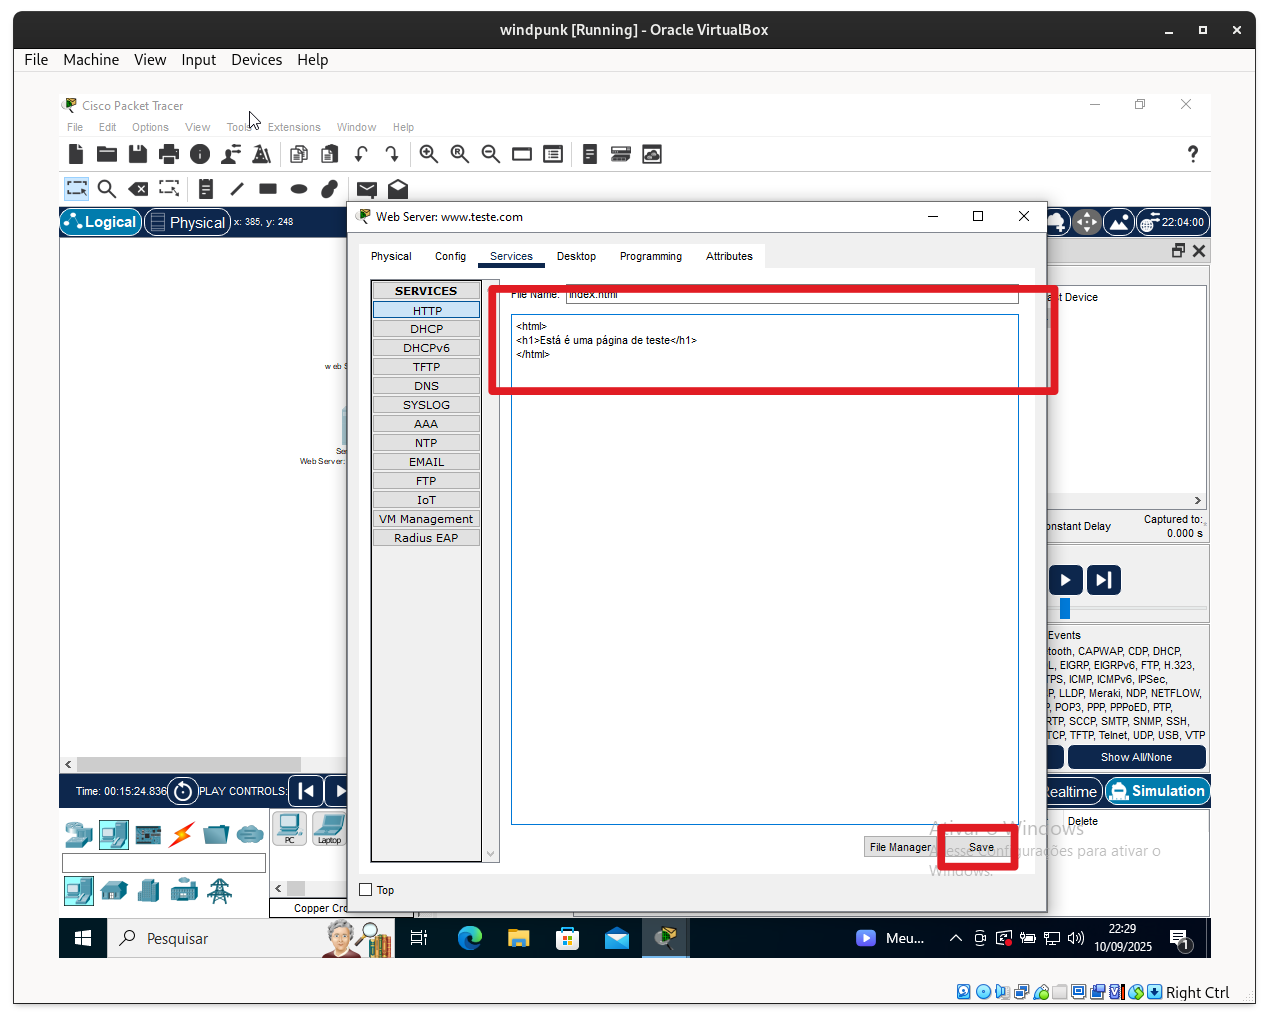 windpunk [Running] - Oracle VirtualBox
File Machine View Input Devices Help
Cisco Packet Tracer
File Edit Options View Tools Extensions Window Help
Logical Physical x: 385, y: 248
22:04:00
Web Server: www.teste.com
Physical Config Services Desktop Programming Attributes
SERVICES
HTTP
DHCP
DHCPv6
TFTP
DNS
SYSLOG
AAA
NTP
EMAIL
FTP
IoT
VM Management
Radius EAP
File Name: index.html
<html>
<h1>Está é uma página de teste</h1>
</html>
File Manager Save
Top
web S
Se
Web Server:
st Device
onstant Delay
Captured to:
0.000 s
Events
tooth, CAPWAP, CDP, DHCP,
L, EIGRP, EIGRPv6, FTP, H.323,
TPS, ICMP, ICMPv6, IPSec,
P, LLDP, Meraki, NDP, NETFLOW,
P, POP3, PPP, PPPoED, PTP,
RTP, SCCP, SMTP, SNMP, SSH,
TCP, TFTP, Telnet, UDP, USB, VTP
Show All/None
Time: 00:15:24.836 PLAY CONTROLS:
Realtime Simulation
PC Laptop
Copper Cro
Delete
Ativar o Windows
Acesse Configurações para ativar o
Windows.
Pesquisar
Meu...
22:29
10/09/2025
1
Right Ctrl